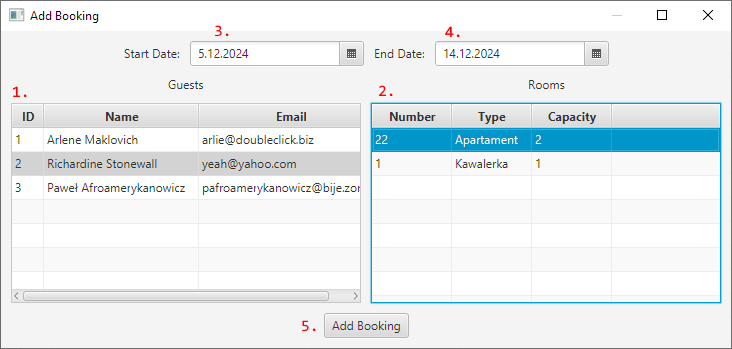 Add Booking
3. 4.
Start Date: 5.12.2024 End Date: 14.12.2024
Guests Rooms
1. 2.
ID Name Email Number Type Capacity
1 Arlene Maklovich arlie@doubleclick.biz 22 Apartament 2
2 Richardine Stonewall yeah@yahoo.com 1 Kawalerka 1
3 Paweł Afroamerykanowicz pafroamerykanowicz@bije.zor
5. Add Booking